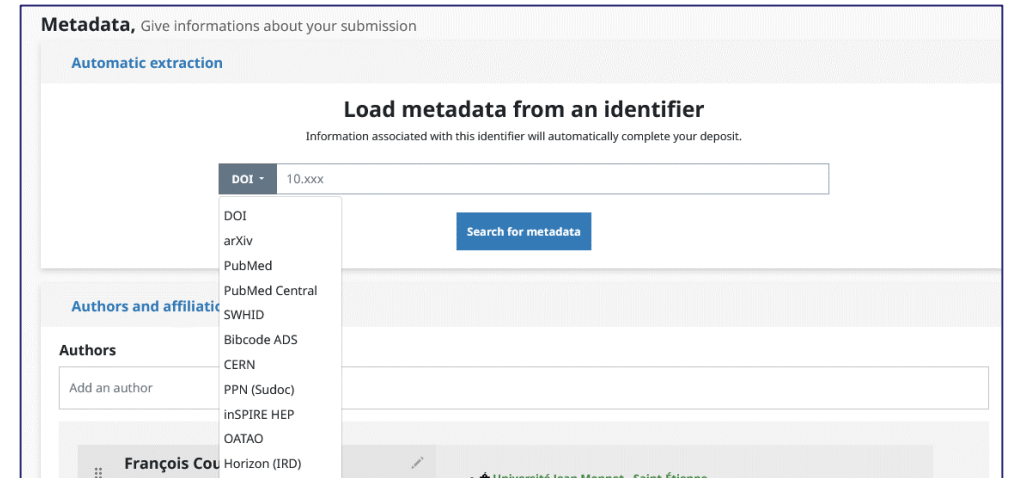 Metadata, Give informations about your submission
Automatic extraction
Load metadata from an identifier
Information associated with this identifier will automatically complete your deposit.
DOI 10.xxx
DOI
arXiv
PubMed
PubMed Central
SWHID
Bibcode ADS
CERN
PPN (Sudoc)
inSPIRE HEP
OATAO
Horizon (IRD)
Search for metadata
Authors and
Authors
Add an author
François
Université Jean Monnet - Saint-Étienne